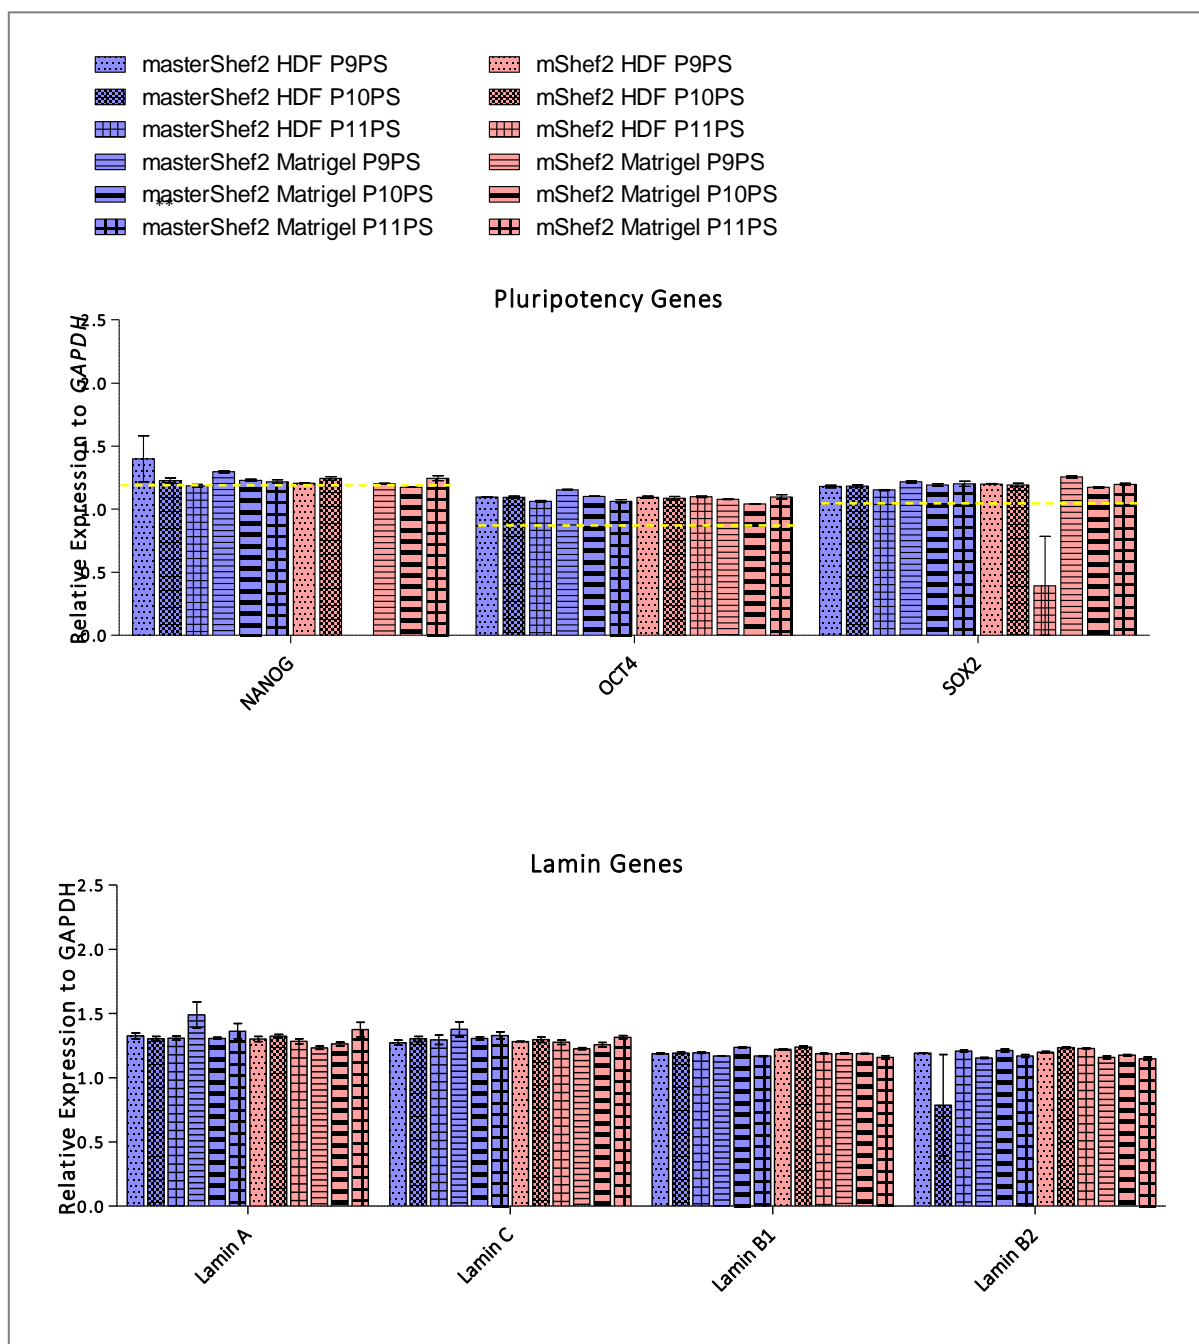 masterShef2 HDF P9PS
masterShef2 HDF P10PS
masterShef2 HDF P11PS
masterShef2 Matrigel P9PS
masterShef2 Matrigel P10PS
**
masterShef2 Matrigel P11PS
mShef2 HDF P9PS
mShef2 HDF P10PS
mShef2 HDF P11PS
mShef2 Matrigel P9PS
mShef2 Matrigel P10PS
mShef2 Matrigel P11PS
Pluripotency Genes
Relative Expression to GAPDH
2.5
2.0
1.5
1.0
0.5
0.0
NANOG
OCT4
SOX2
Lamin Genes
Relative Expression to GAPDH
2.5
2.0
1.5
1.0
0.5
0.0
Lamin A
Lamin C
Lamin B1
Lamin B2